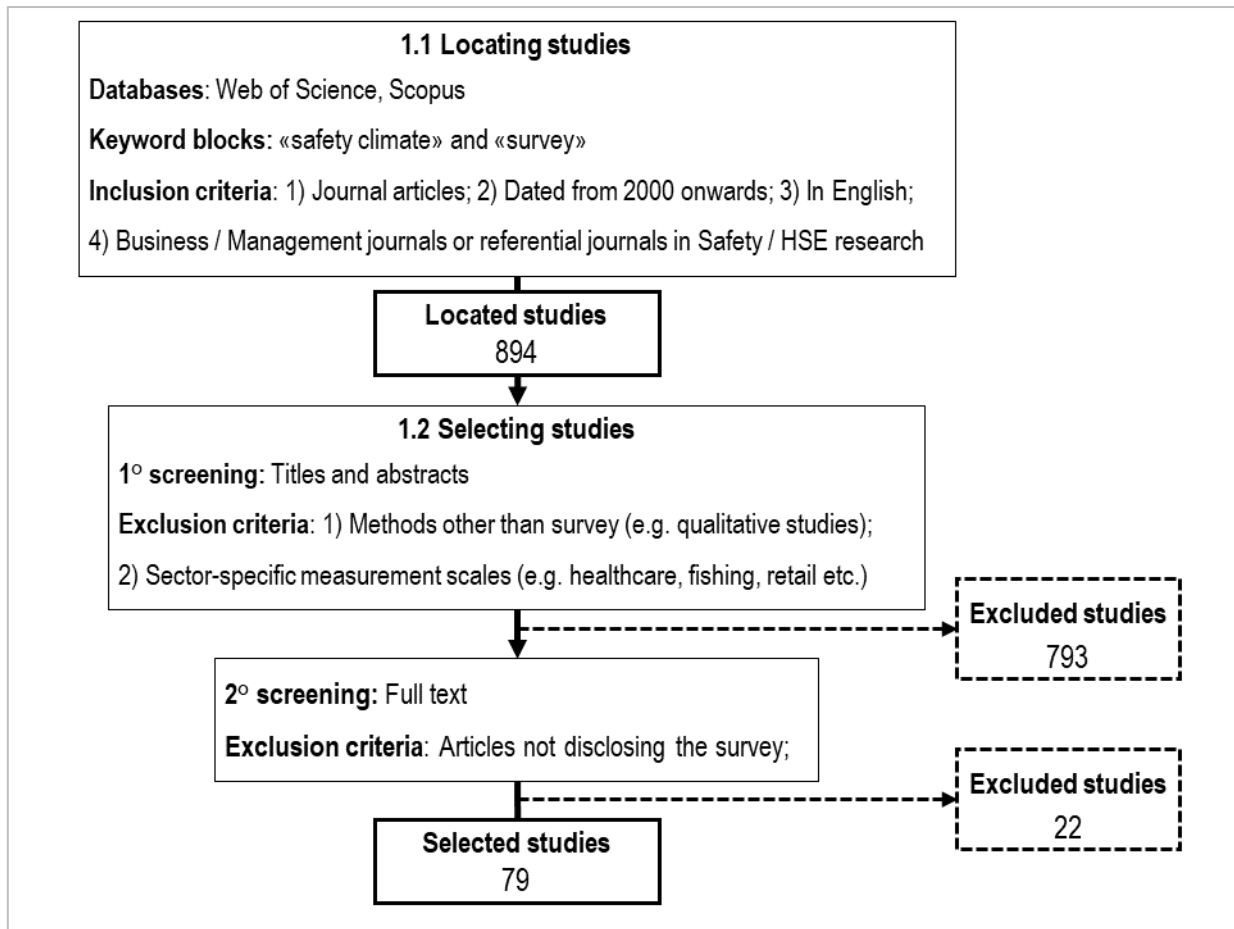 1.1 Locating studies
Databases: Web of Science, Scopus
Keyword blocks: «safety climate» and «survey»
Inclusion criteria: 1) Journal articles; 2) Dated from 2000 onwards; 3) In English;
4) Business / Management journals or referential journals in Safety / HSE research
Located studies
894
1.2 Selecting studies
1º screening: Titles and abstracts
Exclusion criteria: 1) Methods other than survey (e.g. qualitative studies);
2) Sector-specific measurement scales (e.g. healthcare, fishing, retail etc.)
Excluded studies
793
2º screening: Full text
Exclusion criteria: Articles not disclosing the survey;
Excluded studies
22
Selected studies
79